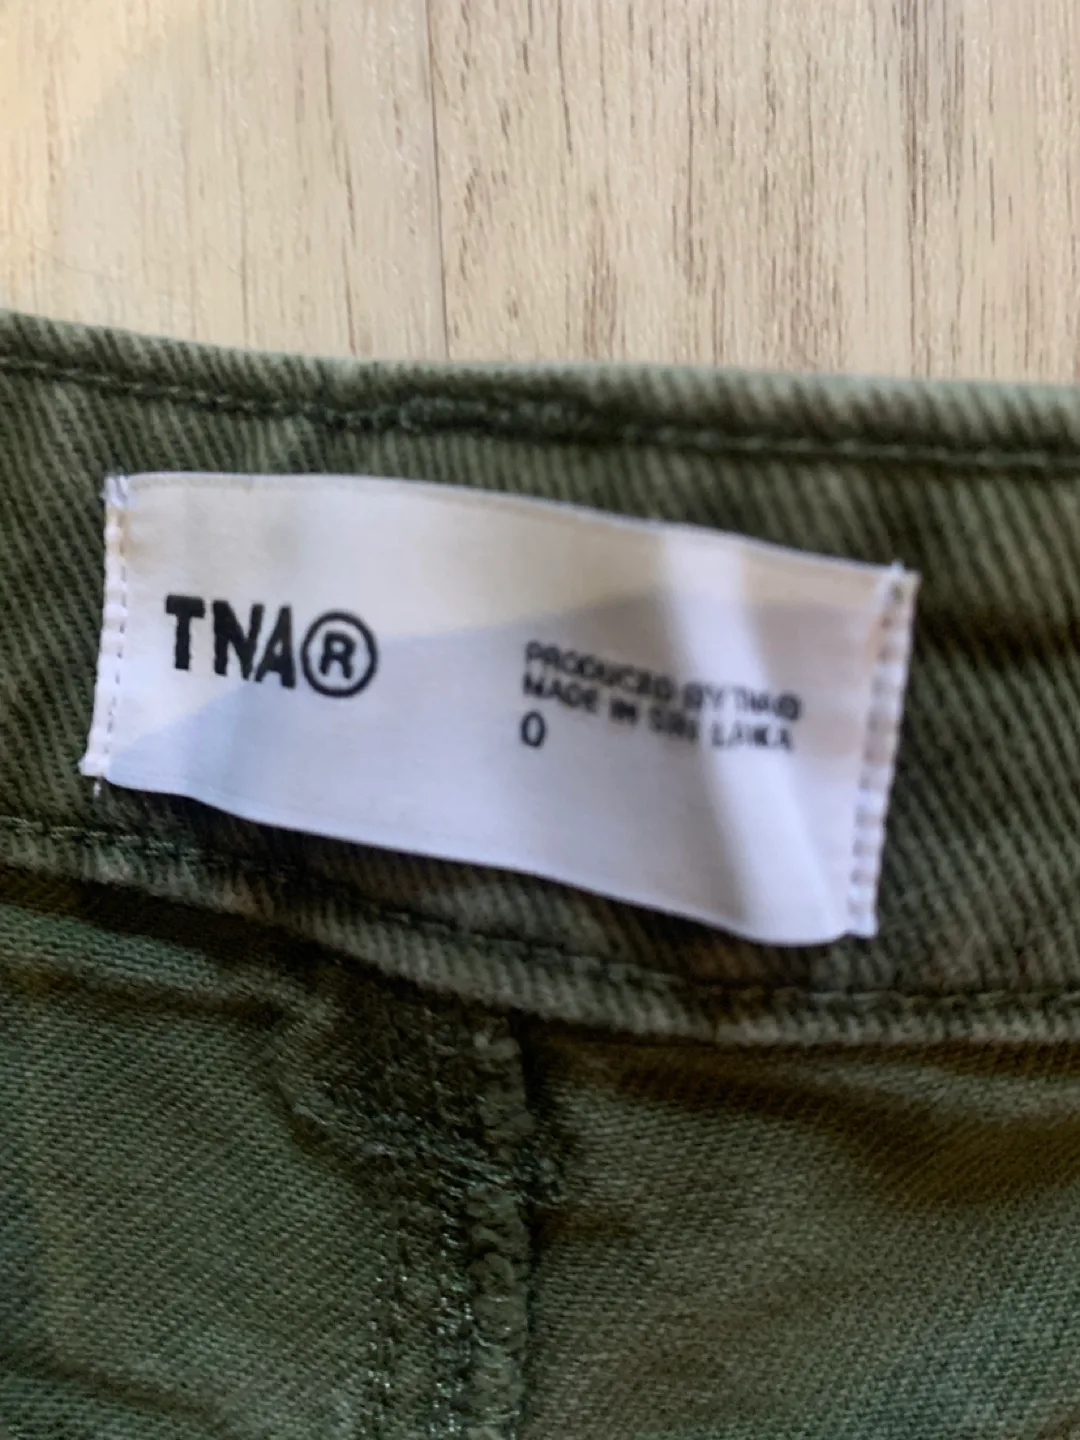 TNA®
PRODUCED BY TNA®
MADE IN SRI LANKA
0